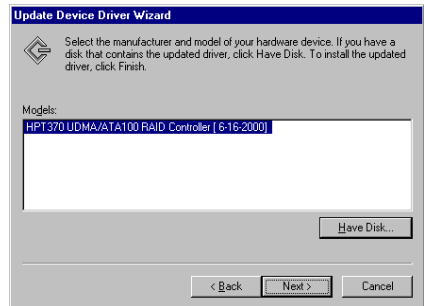 Update Device Driver Wizard
Select the manufacturer and model of your hardware device. If you have a
disk that contains the updated driver, click Have Disk. To install the updated
driver, click Finish.
Models:
HPT370 UDMA/ATA100 RAID Controller [ 6-16-2000]
Have Disk...
< Back Next > Cancel